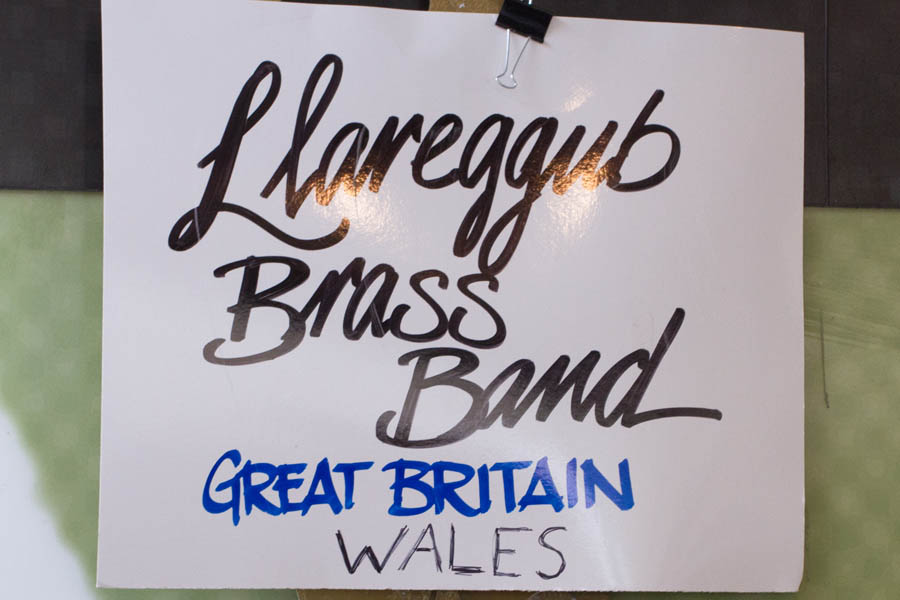 Llareggub
Brass
Band
GREAT BRITAIN
WALES